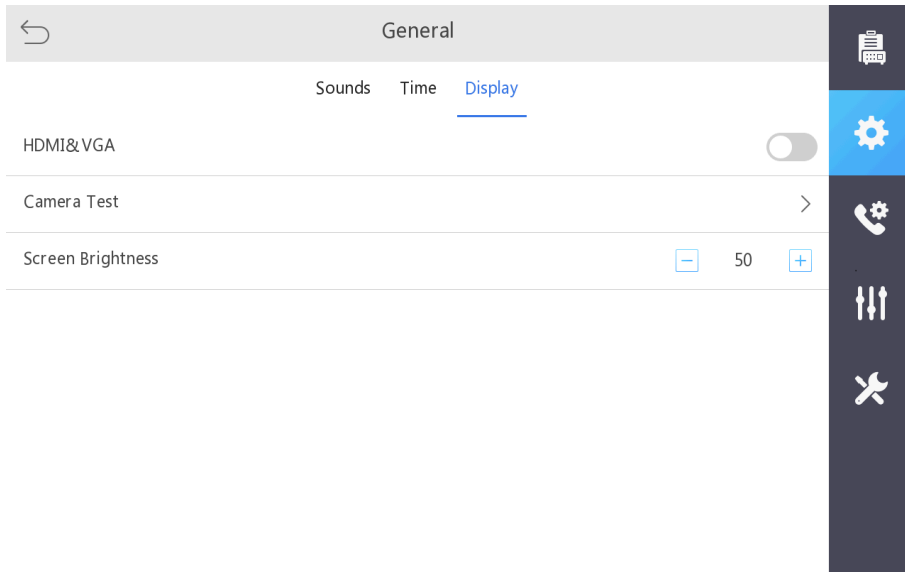 General
Sounds Time Display
HDMI&VGA
Camera Test
Screen Brightness 50